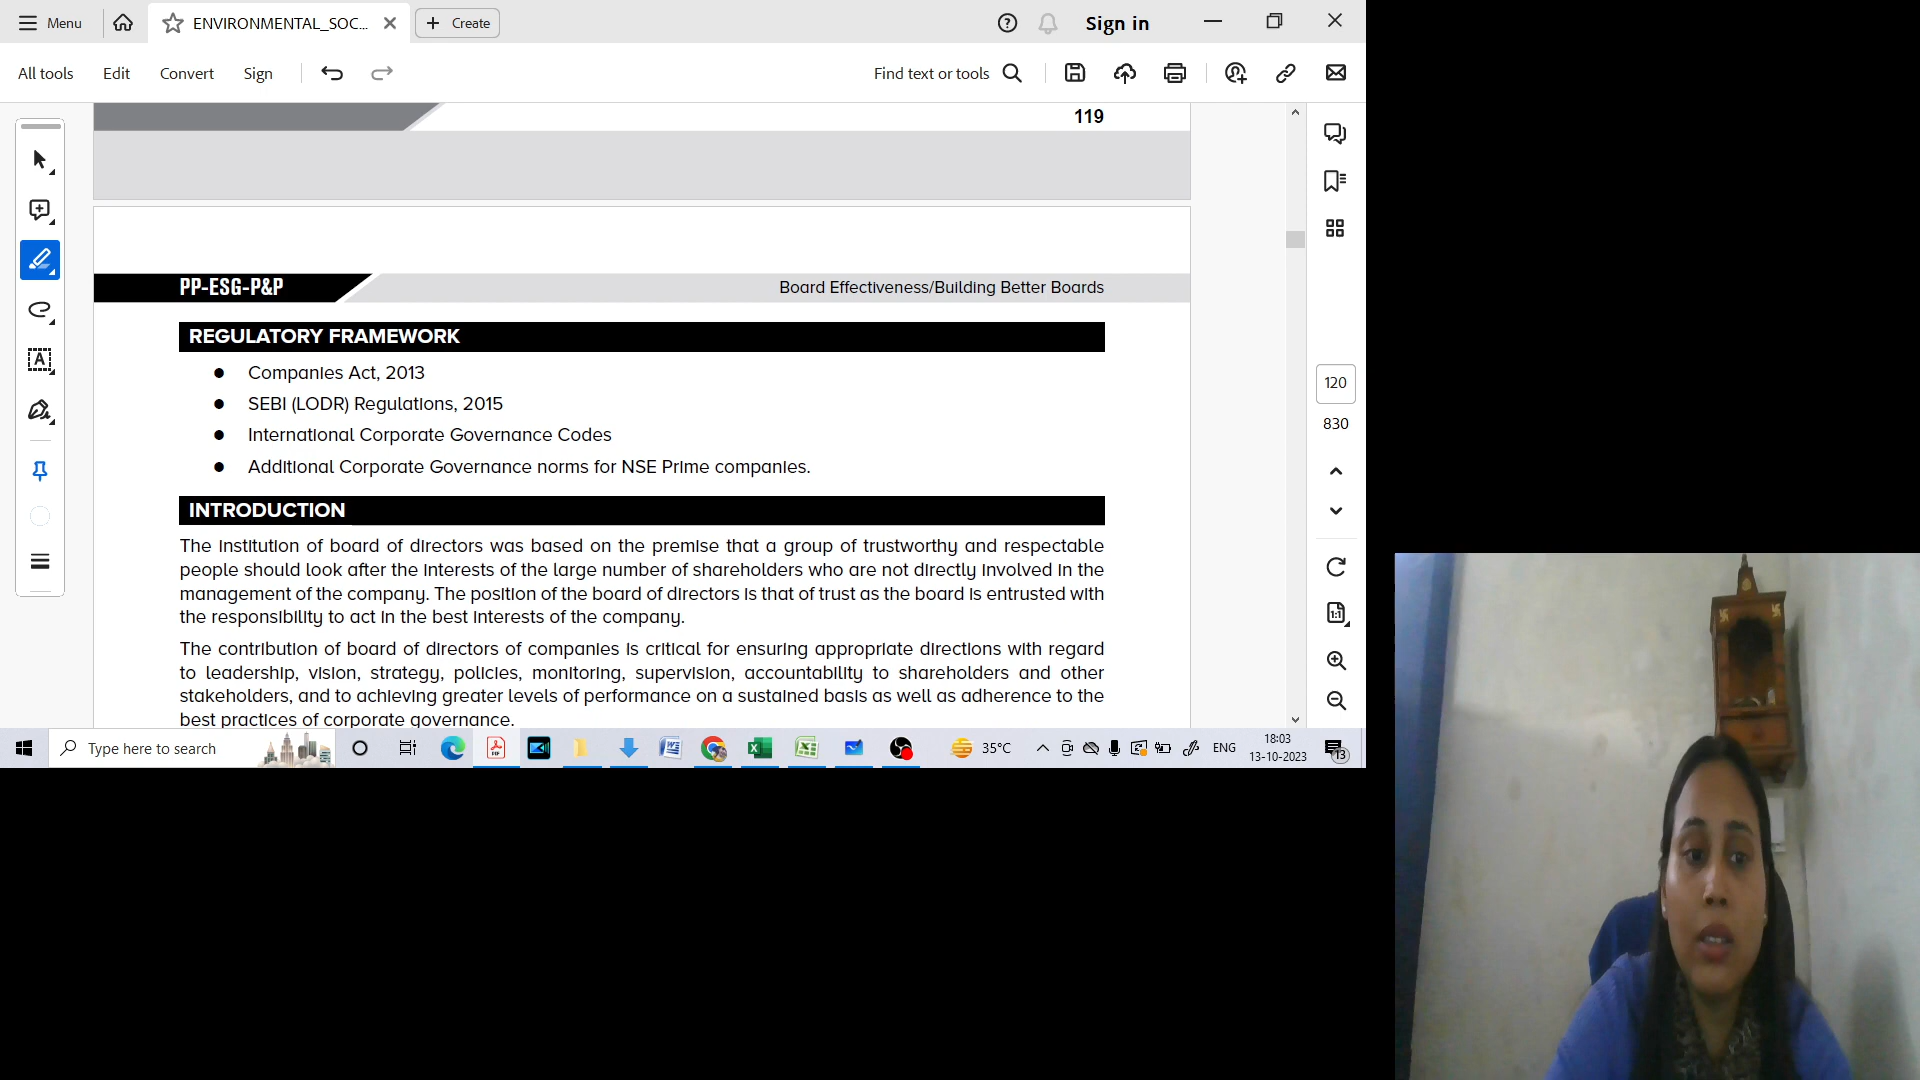 Menu
ENVIRONMENTAL_SOC...
Create
Sign in
All tools
Edit
Convert
Sign
Find text or tools
119
PP-ESG-P&P
Board Effectiveness/Building Better Boards
REGULATORY FRAMEWORK
● Companies Act, 2013
● SEBI (LODR) Regulations, 2015
● International Corporate Governance Codes
● Additional Corporate Governance norms for NSE Prime companies.
INTRODUCTION
The institution of board of directors was based on the premise that a group of trustworthy and respectable
people should look after the interests of the large number of shareholders who are not directly involved in the
management of the company. The position of the board of directors is that of trust as the board is entrusted with
the responsibility to act in the best interests of the company.
The contribution of board of directors of companies is critical for ensuring appropriate directions with regard
to leadership, vision, strategy, policies, monitoring, supervision, accountability to shareholders and other
stakeholders, and to achieving greater levels of performance on a sustained basis as well as adherence to the
best practices of corporate governance.
120
830
Type here to search
35°C
ENG
18:03
13-10-2023
13